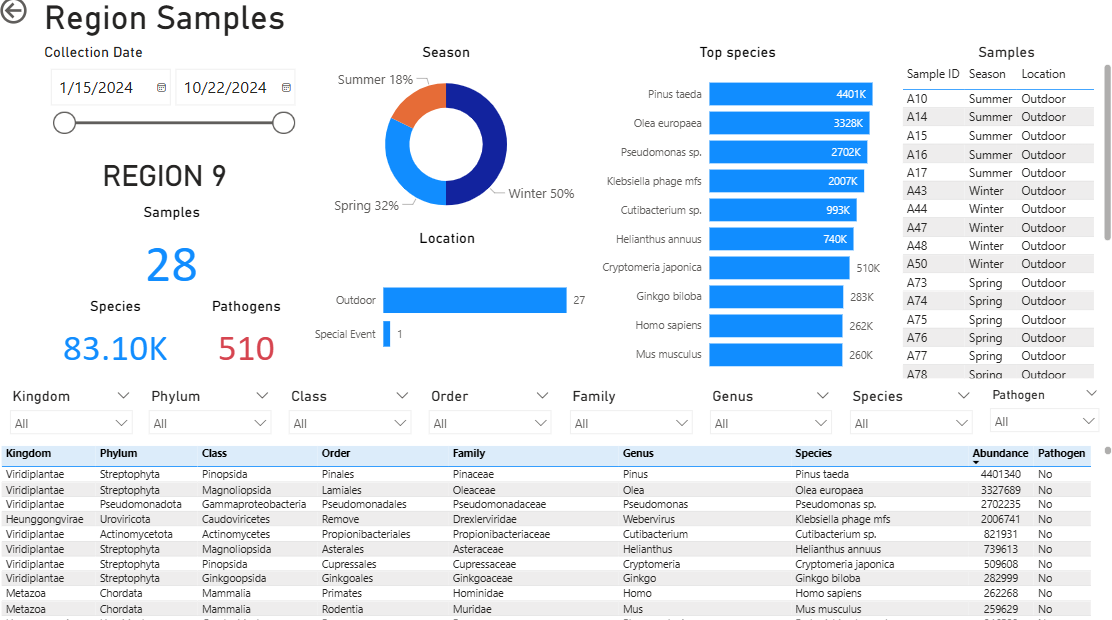 Region Samples
Collection Date
1/15/2024 10/22/2024
REGION 9
Samples
28
Species Pathogens
83.10K 510
Season
Summer 18%
Winter 50%
Spring 32%
Location
Outdoor 27
Special Event 1
Top species
Pinus taeda 4401K
Olea europaea 3328K
Pseudomonas sp. 2702K
Klebsiella phage mfs 2007K
Cutibacterium sp. 993K
Helianthus annuus 740K
Cryptomeria japonica 510K
Ginkgo biloba 283K
Homo sapiens 262K
Mus musculus 260K
Samples
Sample ID Season Location
A10 Summer Outdoor
A14 Summer Outdoor
A15 Summer Outdoor
A16 Summer Outdoor
A17 Summer Outdoor
A43 Winter Outdoor
A44 Winter Outdoor
A47 Winter Outdoor
A48 Winter Outdoor
A50 Winter Outdoor
A73 Spring Outdoor
A74 Spring Outdoor
A75 Spring Outdoor
A76 Spring Outdoor
A77 Spring Outdoor
A78 Spring Outdoor
Kingdom Phylum Class Order Family Genus Species Pathogen
All All All All All All All All
Kingdom Phylum Class Order Family Genus Species Abundance Pathogen
Viridiplantae Streptophyta Pinopsida Pinales Pinaceae Pinus Pinus taeda 4401340 No
Viridiplantae Streptophyta Magnoliopsida Lamiales Oleaceae Olea Olea europaea 3327689 No
Viridiplantae Pseudomonadota Gammaproteobacteria Pseudomonadales Pseudomonadaceae Pseudomonas Pseudomonas sp. 2702235 No
Heunggongvirae Uroviricota Caudoviricetes Remove Drexlerviridae Webervirus Klebsiella phage mfs 2006741 No
Viridiplantae Actinomycetota Actinomycetes Propionibacteriales Propionibacteriaceae Cutibacterium Cutibacterium sp. 821931 No
Viridiplantae Streptophyta Magnoliopsida Asterales Asteraceae Helianthus Helianthus annuus 739613 No
Viridiplantae Streptophyta Pinopsida Cupressales Cupressaceae Cryptomeria Cryptomeria japonica 509608 No
Viridiplantae Streptophyta Ginkgoopsida Ginkgoales Ginkgoaceae Ginkgo Ginkgo biloba 282999 No
Metazoa Chordata Mammalia Primates Hominidae Homo Homo sapiens 262268 No
Metazoa Chordata Mammalia Rodentia Muridae Mus Mus musculus 259629 No